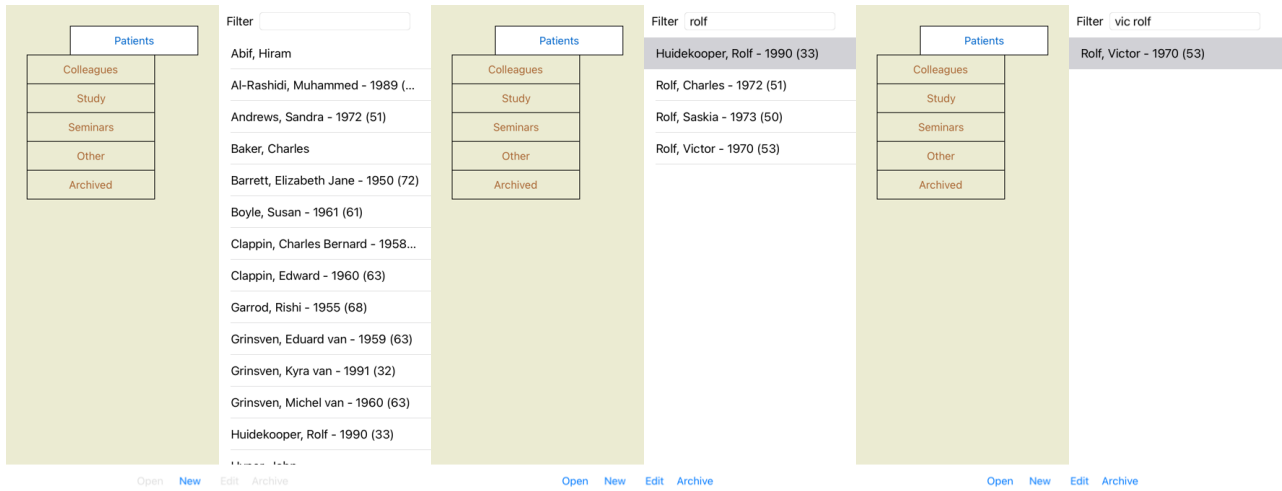 Patients
Colleagues
Study
Seminars
Other
Archived
Filter
Abif, Hiram
Al-Rashidi, Muhammed - 1989 (...
Andrews, Sandra - 1972 (51)
Baker, Charles
Barrett, Elizabeth Jane - 1950 (72)
Boyle, Susan - 1961 (61)
Clappin, Charles Bernard - 1958...
Clappin, Edward - 1960 (63)
Garrod, Rishi - 1955 (68)
Grinsven, Eduard van - 1959 (63)
Grinsven, Kyra van - 1991 (32)
Grinsven, Michel van - 1960 (63)
Huidekooper, Rolf - 1990 (33)
Open New Edit Archive
Patients
Colleagues
Study
Seminars
Other
Archived
Filter rolf
Huidekooper, Rolf - 1990 (33)
Rolf, Charles - 1972 (51)
Rolf, Saskia - 1973 (50)
Rolf, Victor - 1970 (53)
Open New Edit Archive
Patients
Colleagues
Study
Seminars
Other
Archived
Filter vic rolf
Rolf, Victor - 1970 (53)
Open New Edit Archive